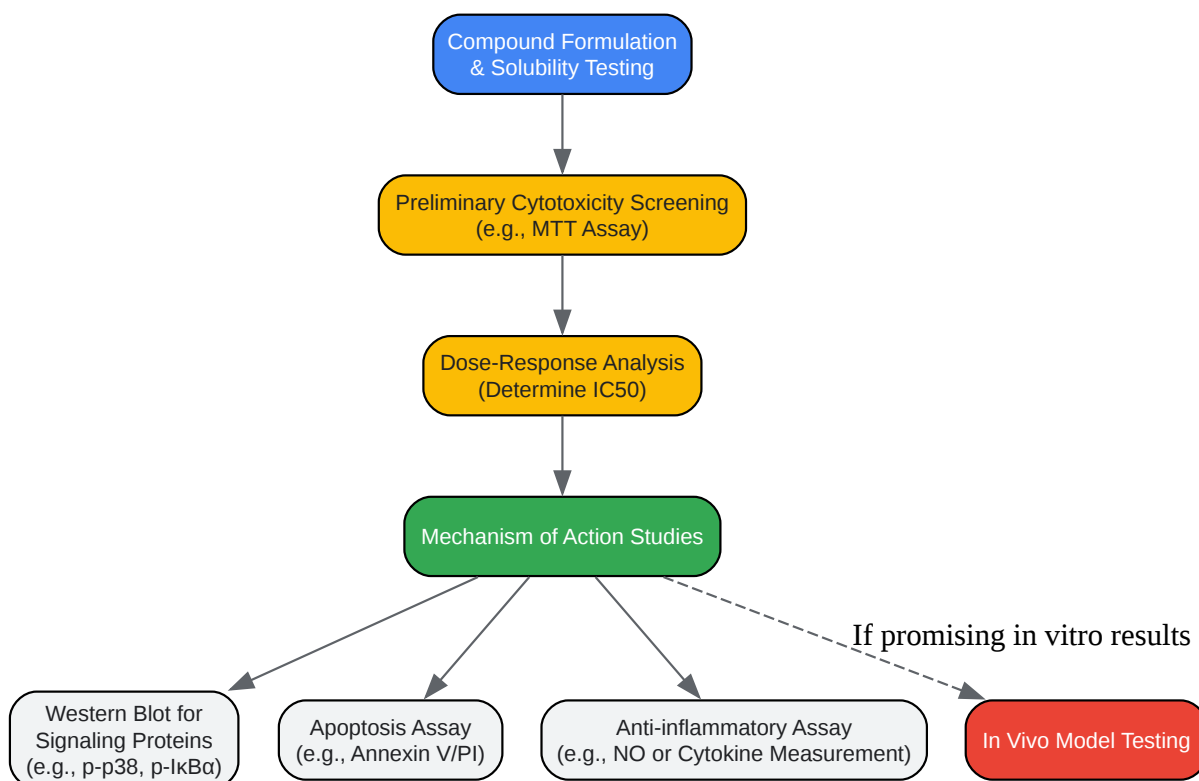 Compound Formulation
& Solubility Testing
Preliminary Cytotoxicity Screening
(e.g., MTT Assay)
Dose-Response Analysis
(Determine IC50)
Mechanism of Action Studies
If promising in vitro results
Western Blot for
Signaling Proteins
(e.g., p-p38, p-IκBα)
Apoptosis Assay
(e.g., Annexin V/PI)
Anti-inflammatory Assay
(e.g., NO or Cytokine Measurement)
In Vivo Model Testing